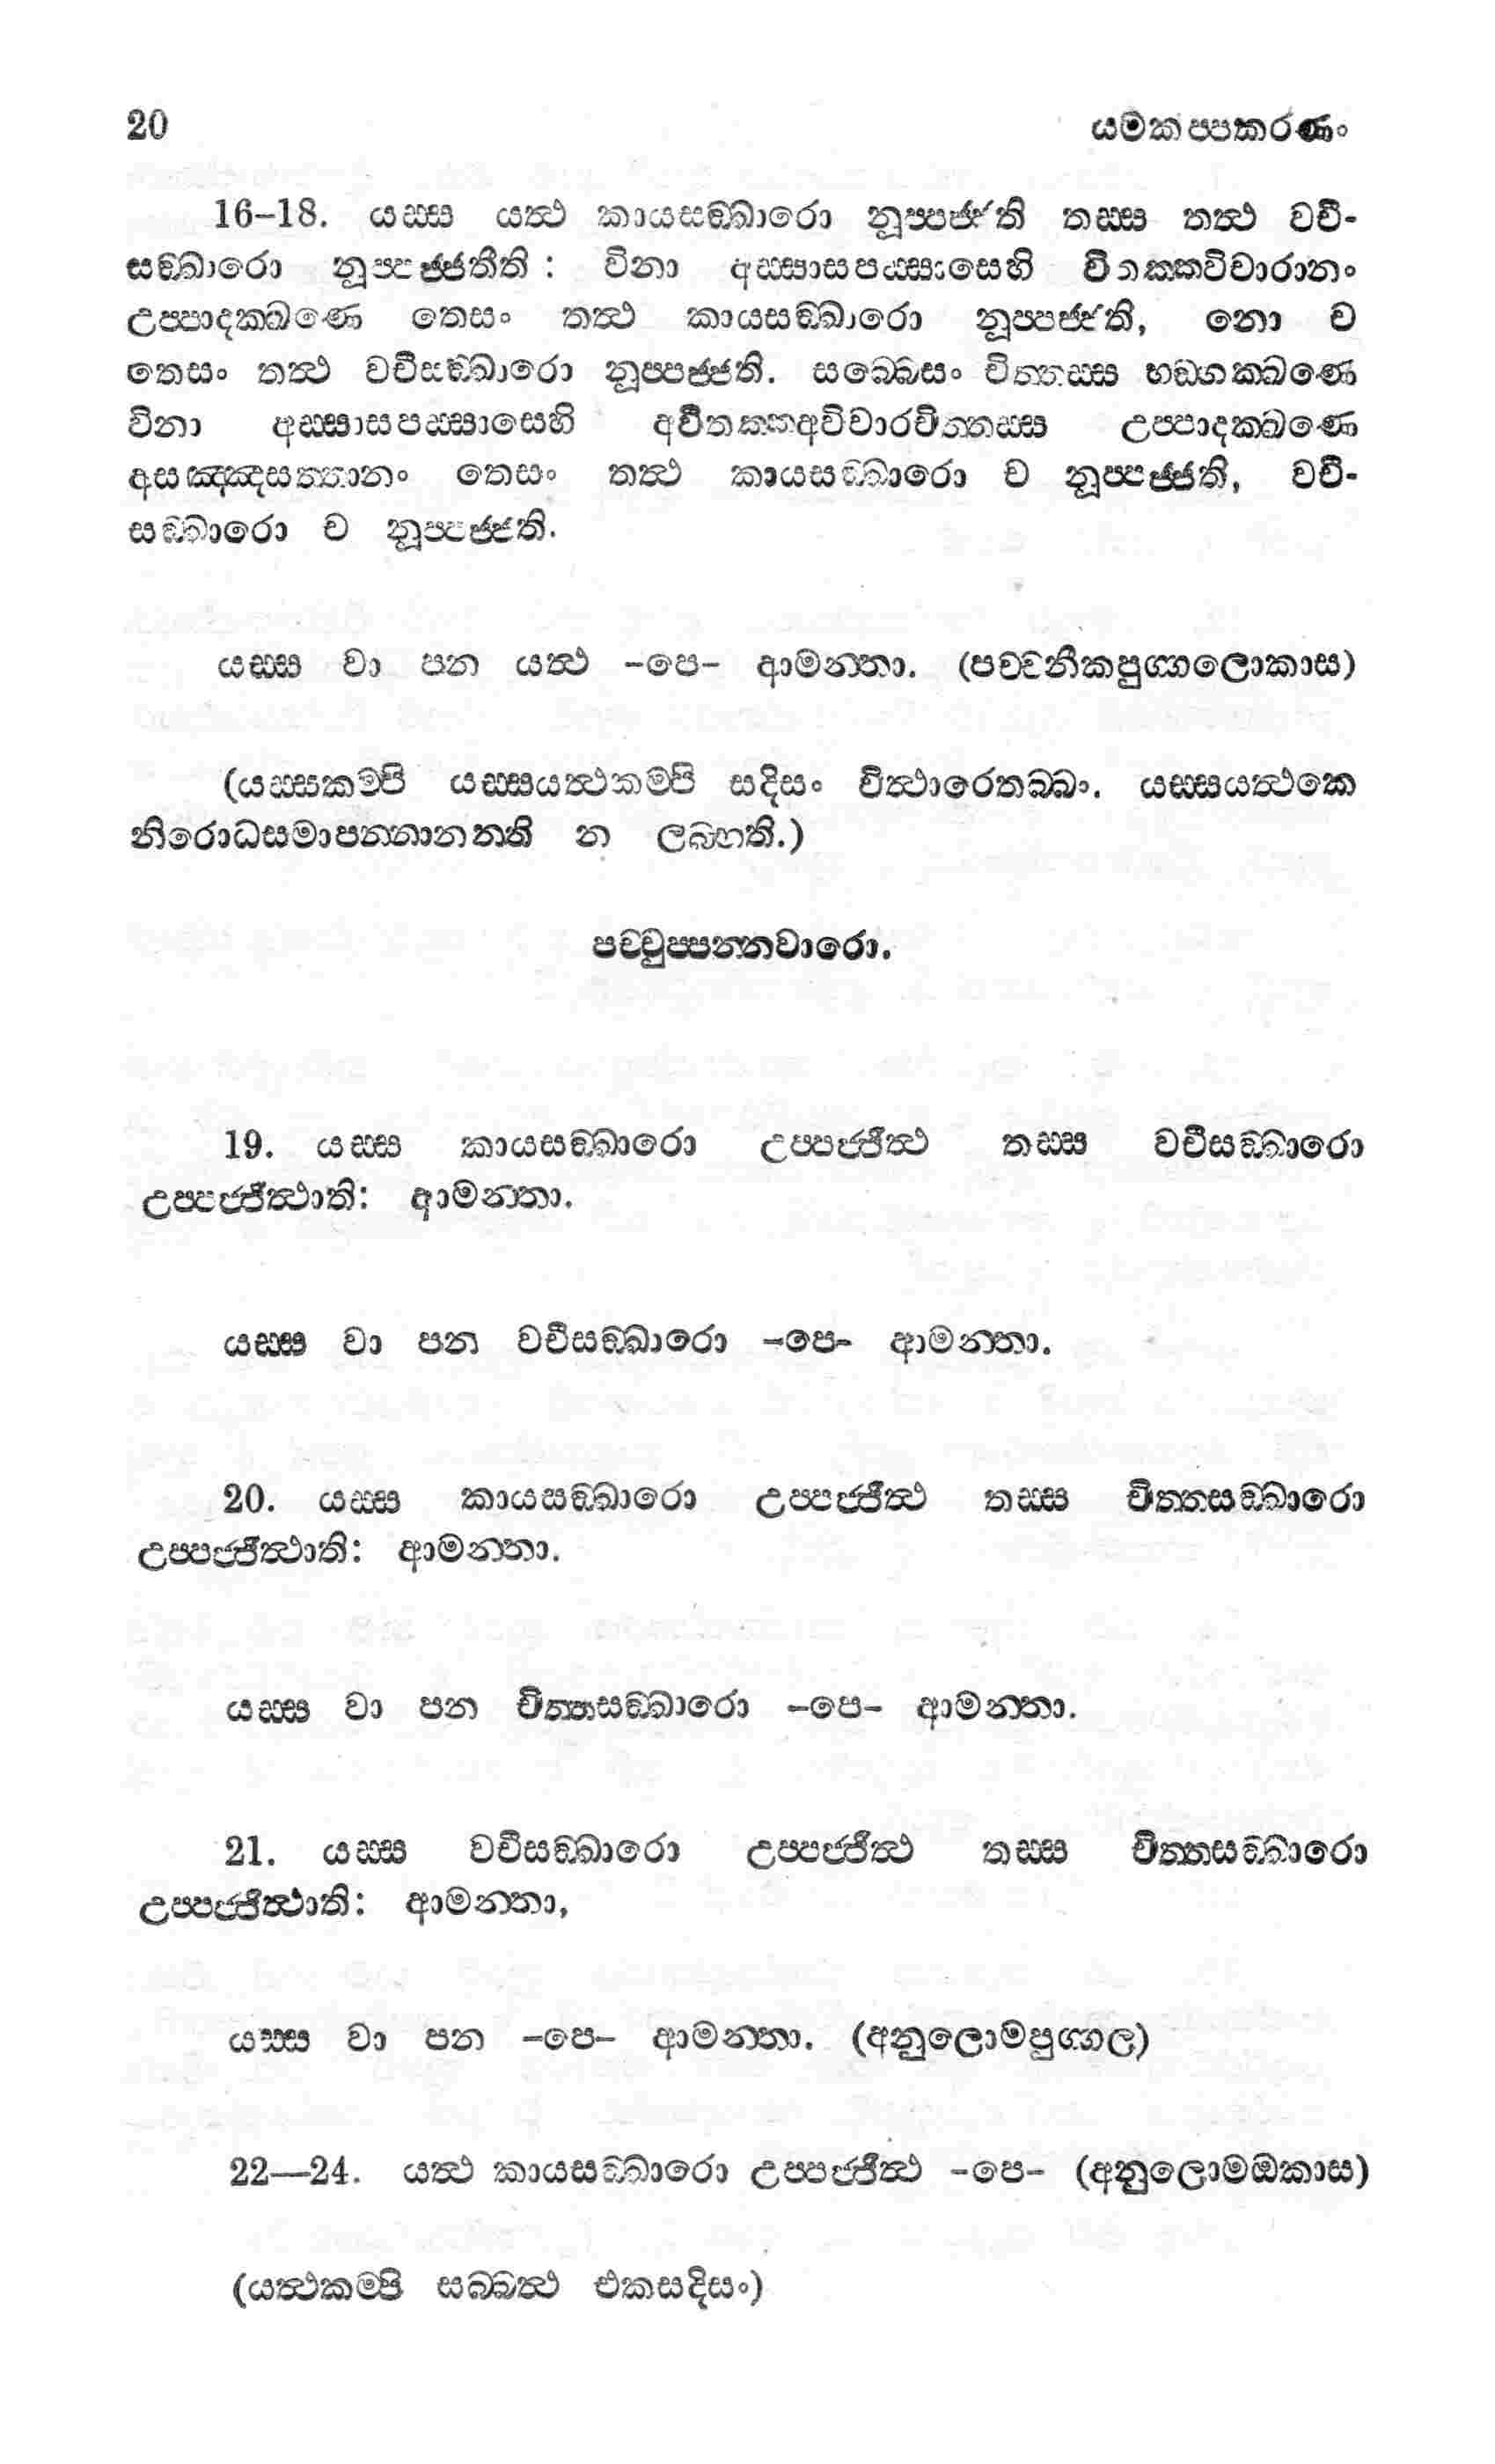 20 යමකප්පකරණං
16-18. යස්ස යත්ථ කායසඞ්ඛාරො නූප්පජ්ජති තස්ස තත්ථ වචී-
සඞ්ඛාරො නූප්පජ්ජතීති : විනා අස්සාසපස්සාසෙහි විතක්කවිචාරානං
උප්පාදක්ඛණෙ තෙසං තත්ථ කායසඞ්ඛාරො නූප්පජ්ජති, නො ච
තෙසං තත්ථ වචීසඞ්ඛාරො නූප්පජ්ජති. සබ්බෙසං චිත්තස්ස භඞ්ගක්ඛණෙ
විනා අස්සාසපස්සාසෙහි අවිතක්කඅවිචාරචිත්තස්ස උප්පාදක්ඛණෙ
අසඤ්ඤසත්තානං තෙසං තත්ථ කායසඞ්ඛාරො ච නූප්පජ්ජති, වචී-
සඞ්ඛාරො ච නූප්පජ්ජති.
යස්ස වා පන යත්ථ -පෙ- ආමන්තා. (පච්චනීකපුග්ගලොකාස)
(යස්සකම්පි යස්සයත්ථකම්පි සදිසං විත්ථාරෙතබ්බං. යස්සයත්ථකෙ
නිරොධසමාපන්නානන්ති න ලබ්භති.)
පච්චුප්පන්නවාරො.
19. යස්ස කායසඞ්ඛාරො උප්පජ්ජිත්ථ තස්ස වචීසඞ්ඛාරො
උප්පජ්ජිත්ථාති: ආමන්තා.
යස්ස වා පන වචීසඞ්ඛාරො -පෙ- ආමන්තා.
20. යස්ස කායසඞ්ඛාරො උප්පජ්ජිත්ථ තස්ස චිත්තසඞ්ඛාරො
උප්පජ්ජිත්ථාති: ආමන්තා.
යස්ස වා පන චිත්තසඞ්ඛාරො -පෙ- ආමන්තා.
21. යස්ස වචීසඞ්ඛාරො උප්පජ්ජිත්ථ තස්ස චිත්තසඞ්ඛාරො
උප්පජ්ජිත්ථාති: ආමන්තා,
යස්ස වා පන -පෙ- ආමන්තා. (අනුලොමපුග්ගල)
22—24. යත්ථ කායසඞ්ඛාරො උප්පජ්ජිත්ථ -පෙ- (අනුලොමඔකාස)
(යත්ථකම්පි සබ්බත්ථ එකසදිසං)